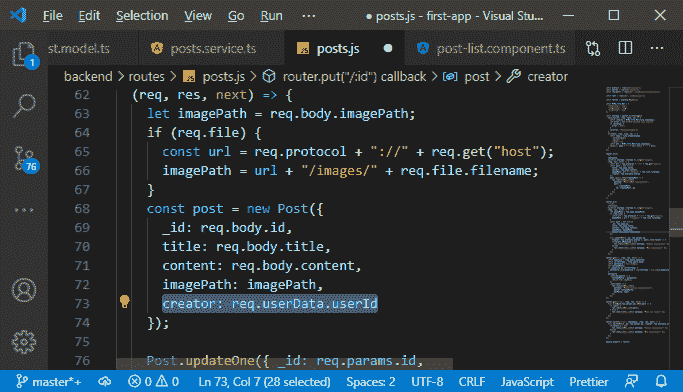 File Edit Selection View Go Run ··· ● posts.js - first-app - Visual Stu...
st.model.ts posts.service.ts JS posts.js ● post-list.component.ts ···
backend > routes > JS posts.js > router.put("/:id") callback > post > creator
62 (req, res, next) => {
63 let imagePath = req.body.imagePath;
64 if (req.file) {
65 const url = req.protocol + "://" + req.get("host");
66 imagePath = url + "/images/" + req.file.filename;
67 }
68 const post = new Post({
69 _id: req.body.id,
70 title: req.body.title,
71 content: req.body.content,
72 imagePath: imagePath,
73 creator: req.userData.userId
74 });
75
76 Post.updateOne({ _id: req.params.id,
1
76
master*+ 0 0 Ln 73, Col 7 (28 selected) Spaces: 2 UTF-8 CRLF JavaScript Prettier